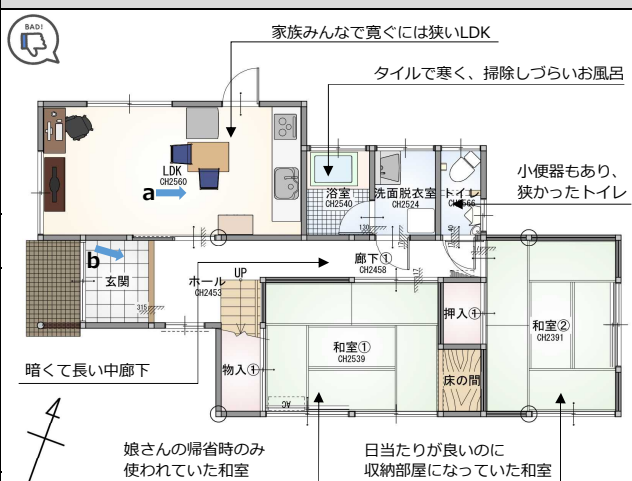 BAD!
家族みんなで寛ぐには狭いLDK
タイルで寒く、掃除しづらいお風呂
小便器もあり、
狭かったトイレ
LDK
CH2560
a
浴室
CH2540
洗面脱衣室
CH2524
トイレ
CH2566
b
玄関
315
ホール
CH2453
UP
廊下①
CH2458
130
押入①
和室②
CH2391
和室①
CH2539
物入①
床の間
AC
暗くて長い中廊下
娘さんの帰省時のみ
使われていた和室
日当たりが良いのに
収納部屋になっていた和室